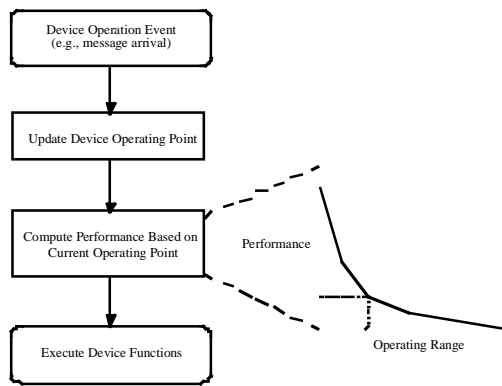 Device Operation Event
(e.g., message arrival)
Update Device Operating Point
Compute Performance Based on
Current Operating Point
Performance
Execute Device Functions
Operating Range